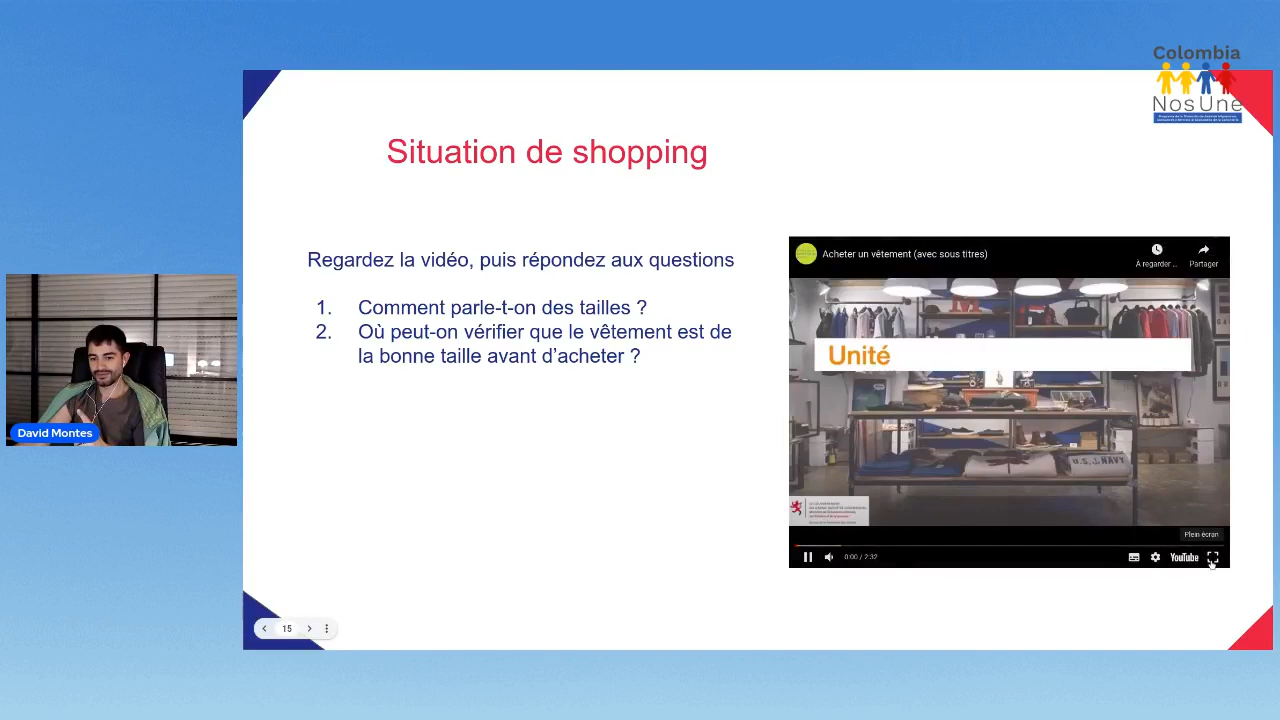 Colombia
NosUne
Situation de shopping
Regardez la vidéo, puis répondez aux questions
1. Comment parle-t-on des tailles ?
2. Où peut-on vérifier que le vêtement est de
la bonne taille avant d'acheter ?
Acheter un vêtement (avec sous titres)
À regarder ...
Partager
Unité
U.S.J.NAVY
Plein écran
0:00 / 2:32
YouTube
David Montes
15